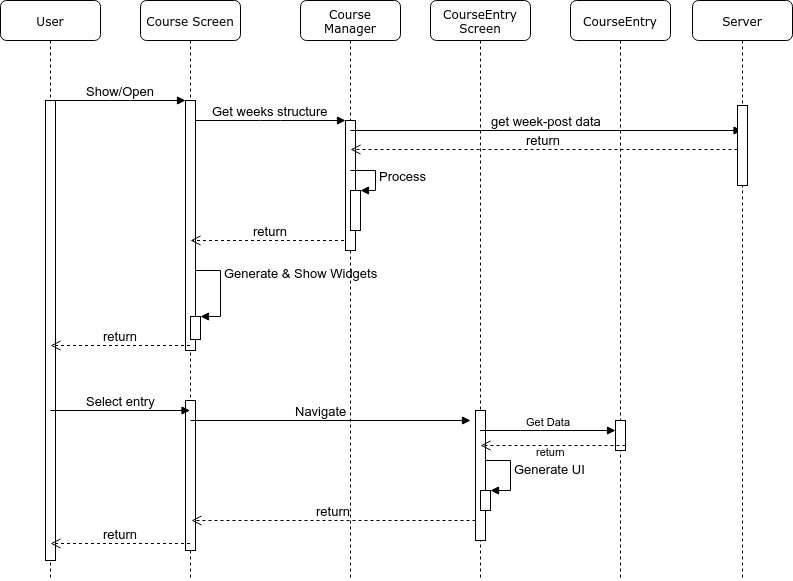 User
Course Screen
Course
Manager
CourseEntry
Screen
CourseEntry
Server
Show/Open
Get weeks structure
get week-post data
return
Process
return
Generate & Show Widgets
return
Select entry
Navigate
Get Data
return
Generate UI
return
return